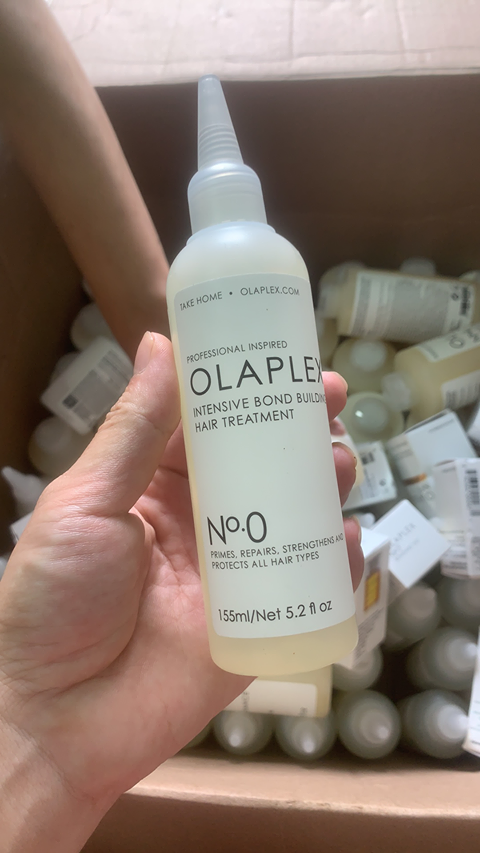 TAKE HOME • OLAPLEX.COM
PROFESSIONAL INSPIRED
OLAPLEX
INTENSIVE BOND BUILDING
HAIR TREATMENT
No.0
PRIMES, REPAIRS, STRENGTHENS AND
PROTECTS ALL HAIR TYPES
155ml/Net 5.2 fl oz
OLAPLEX